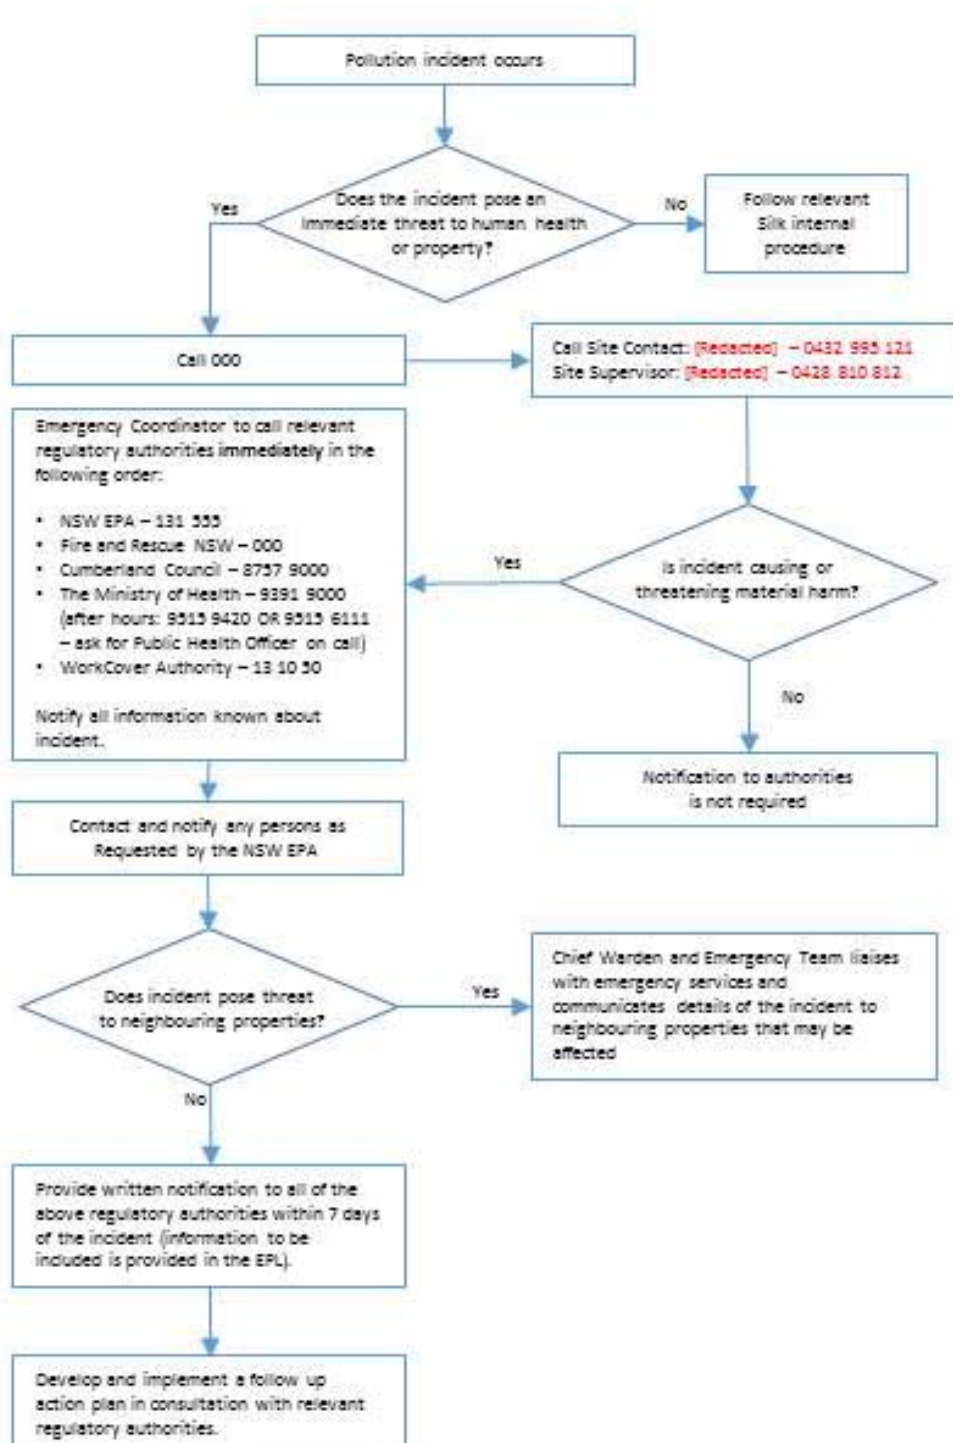 Pollution incident occurs
Does the incident pose an
immediate threat to human health
or property?
Yes
No
Follow relevant
Silk internal
procedure
Call 000
Call Site Contact: [Redacted] – 0432 995 121
Site Supervisor: [Redacted] – 0428 810 812
Emergency Coordinator to call relevant
regulatory authorities immediately in the
following order:
• NSW EPA – 131 555
• Fire and Rescue NSW – 000
• Cumberland Council – 8757 9000
• The Ministry of Health – 9391 9000
(after hours: 9515 9420 OR 9515 6111
– ask for Public Health Officer on call)
• WorkCover Authority – 13 10 50
Notify all information known about
incident.
Yes
Is incident causing or
threatening material harm?
No
Notification to authorities
is not required
Contact and notify any persons as
Requested by the NSW EPA
Does incident pose threat
to neighbouring properties?
Yes
Chief Warden and Emergency Team liaises
with emergency services and
communicates details of the incident to
neighbouring properties that may be
affected
No
Provide written notification to all of the
above regulatory authorities within 7 days
of the incident (information to be
included is provided in the EPL).
Develop and implement a follow up
action plan in consultation with relevant
regulatory authorities.